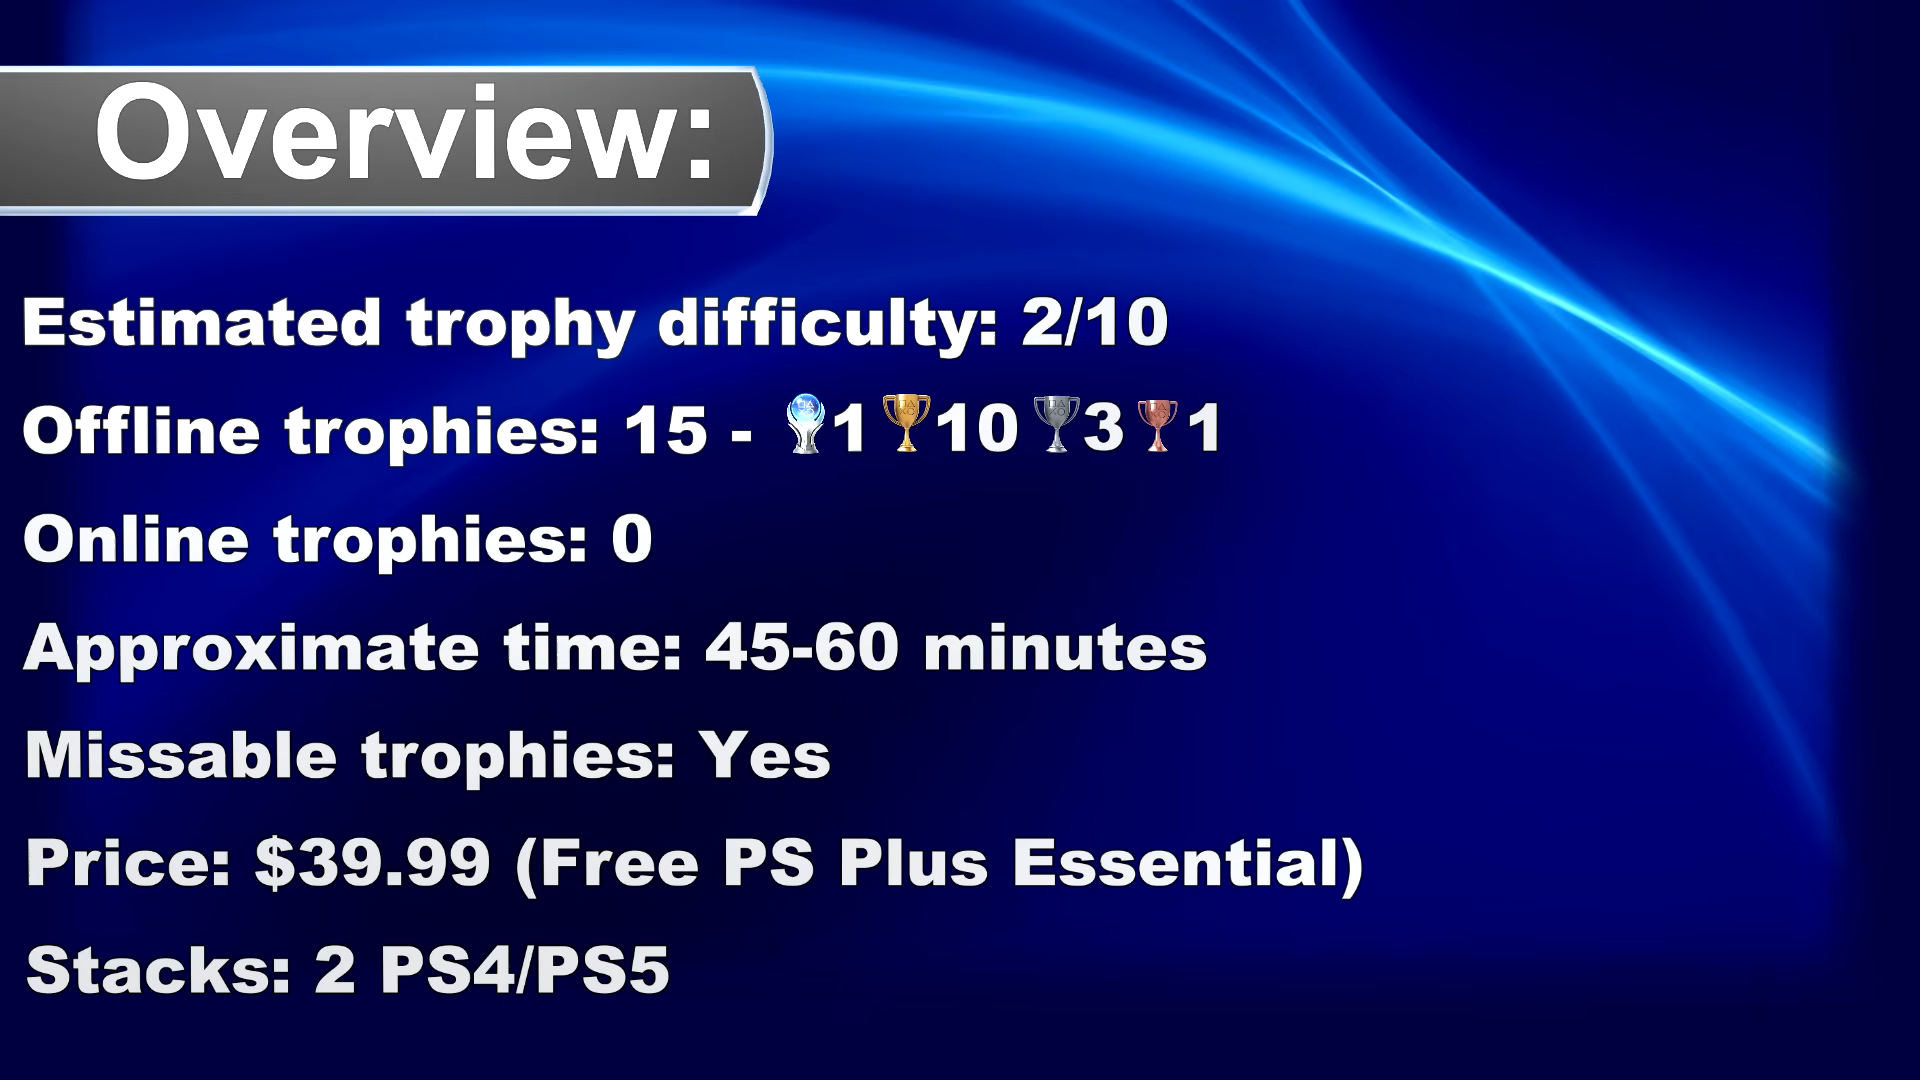 Overview:
Estimated trophy difficulty: 2/10
Offline trophies: 15 - 1 10 3 1
Online trophies: 0
Approximate time: 45-60 minutes
Missable trophies: Yes
Price: $39.99 (Free PS Plus Essential)
Stacks: 2 PS4/PS5